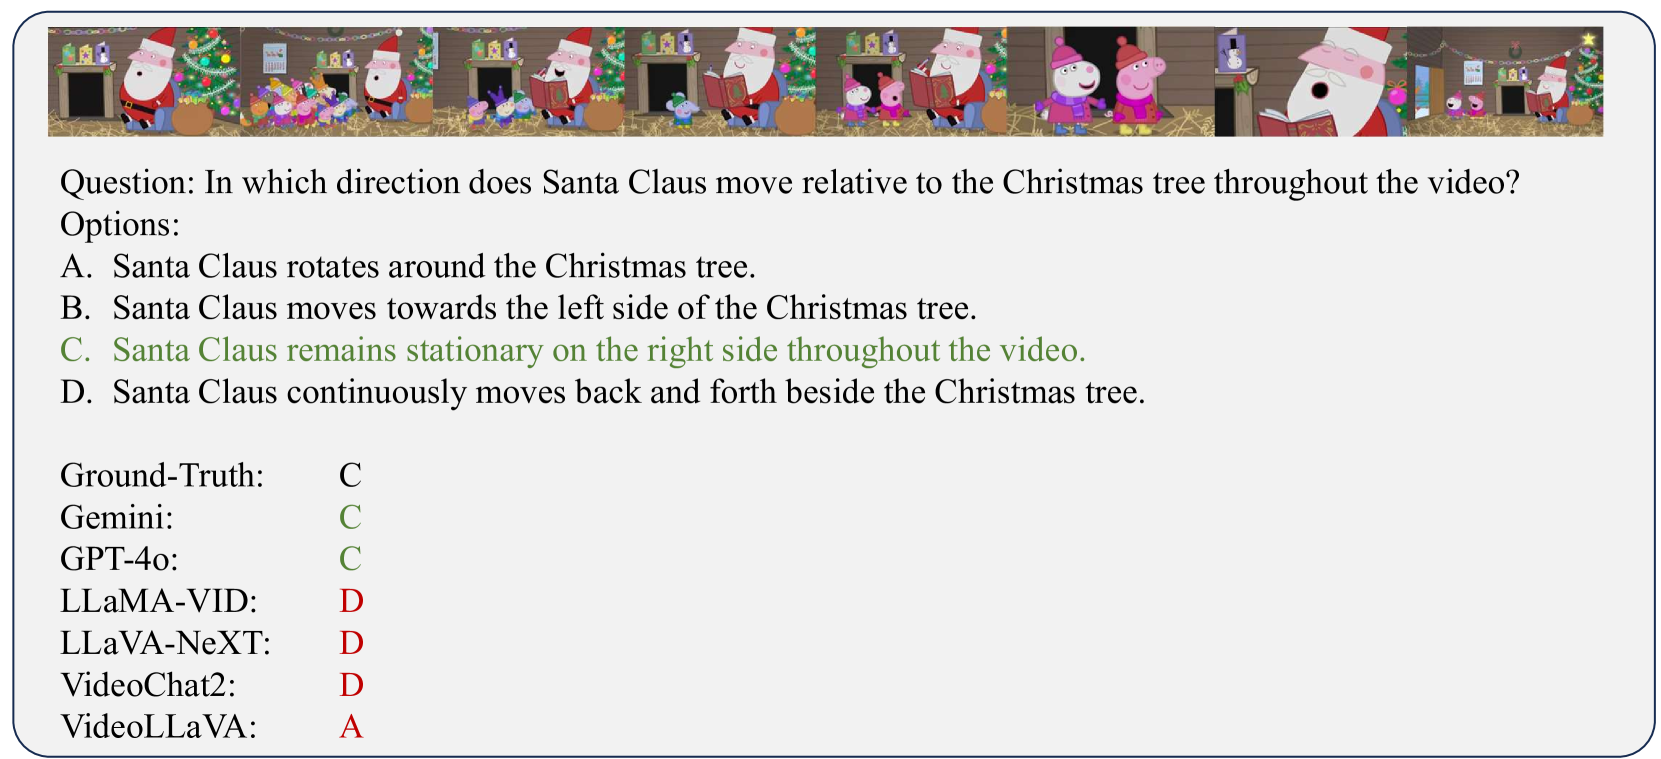 Question: In which direction does Santa Claus move relative to the Christmas tree throughout the video?
Options:
A. Santa Claus rotates around the Christmas tree.
B. Santa Claus moves towards the left side of the Christmas tree.
C. Santa Claus remains stationary on the right side throughout the video.
D. Santa Claus continuously moves back and forth beside the Christmas tree.
Ground-Truth: C
Gemini: C
GPT-4o: C
LLaMA-VID: D
LLaVA-NeXT: D
VideoChat2: D
VideoLLaVA: A